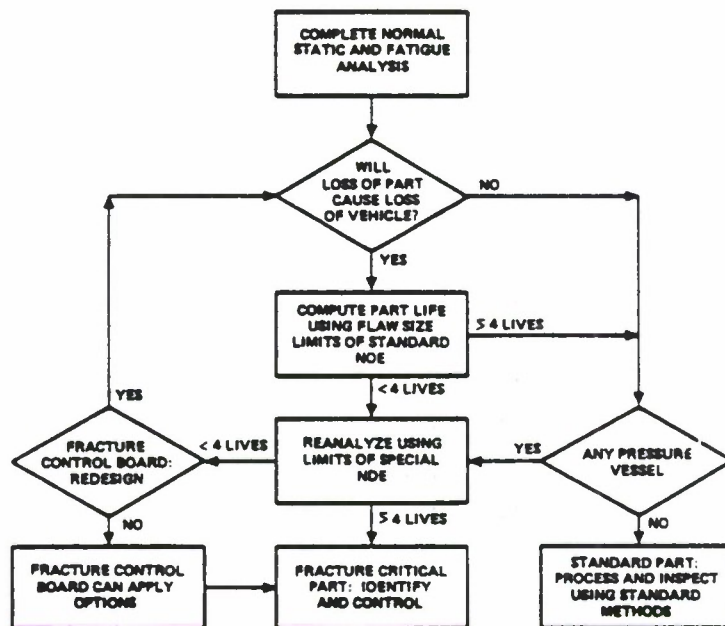 COMPLETE NORMAL
STATIC AND FATIGUE
ANALYSIS
WILL
LOSS OF PART
CAUSE LOSS
OF VEHICLE?
NO
YES
COMPUTE PART LIFE
USING FLAW SIZE
LIMITS OF STANDARD
NDE
≥ 4 LIVES
< 4 LIVES
YES
FRACTURE
CONTROL BOARD:
REDESIGN
< 4 LIVES
REANALYZE USING
LIMITS OF SPECIAL
NDE
YES
ANY PRESSURE
VESSEL
NO
≥ 4 LIVES
NO
FRACTURE CONTROL
BOARD CAN APPLY
OPTIONS
FRACTURE CRITICAL
PART: IDENTIFY
AND CONTROL
STANDARD PART:
PROCESS AND INSPECT
USING STANDARD
METHODS